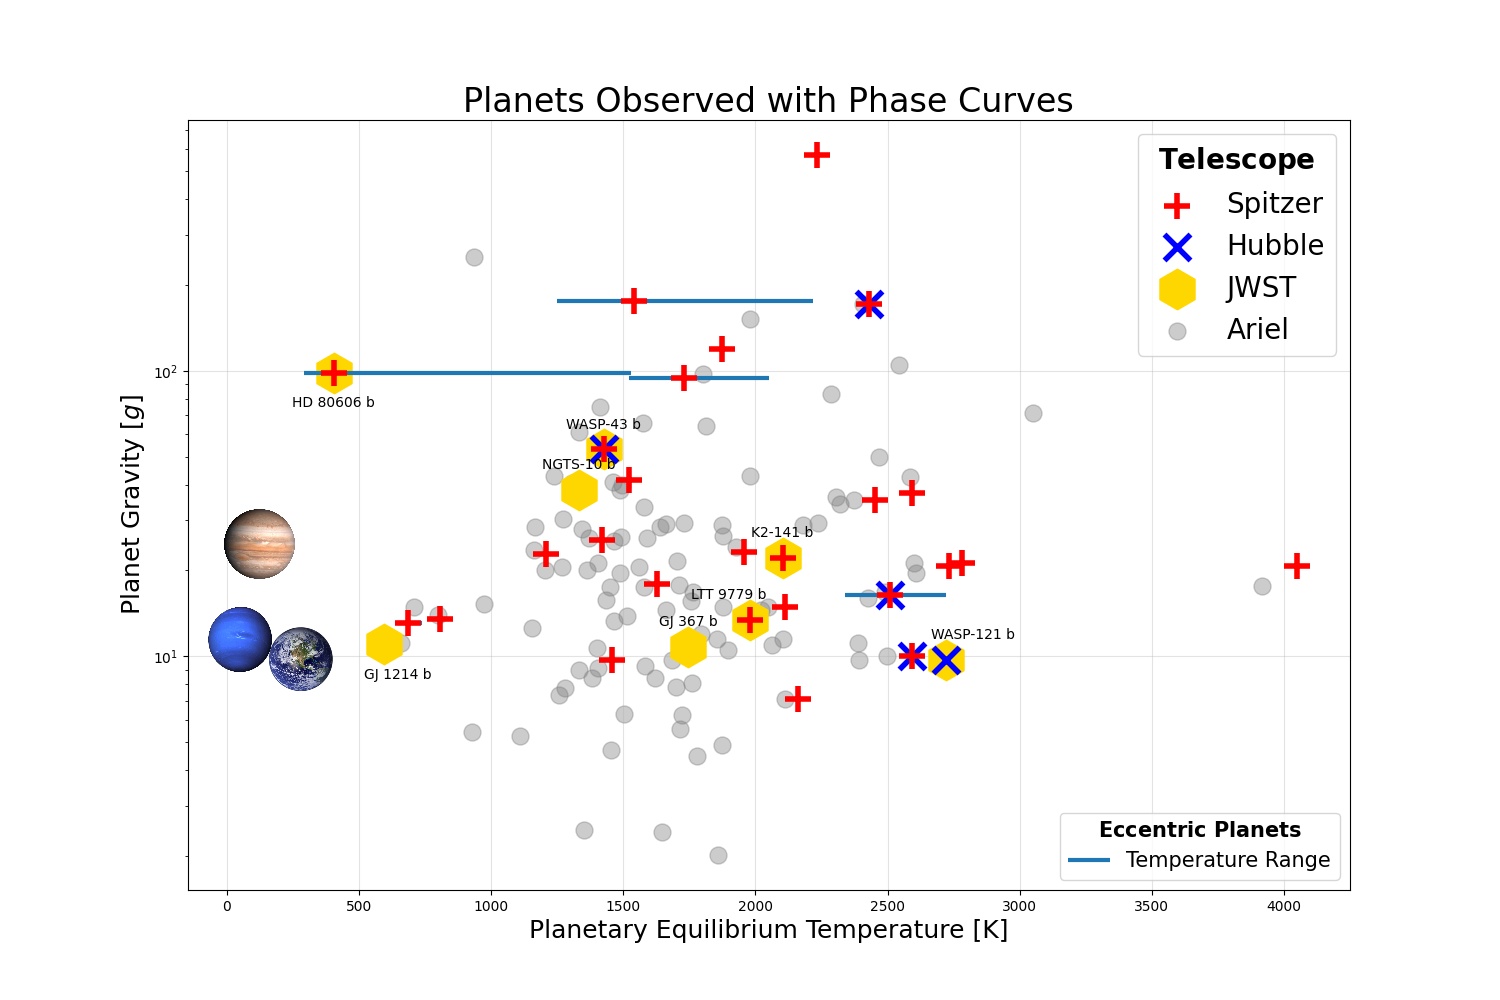 Planets Observed with Phase Curves
Telescope
Spitzer
Hubble
JWST
Ariel
HD 80606 b
WASP-43 b
NGTS-10 b
K2-141 b
LTT 9779 b
GJ 367 b
WASP-121 b
GJ 1214 b
Planet Gravity [g]
10²
10¹
Eccentric Planets
Temperature Range
0 500 1000 1500 2000 2500 3000 3500 4000
Planetary Equilibrium Temperature [K]